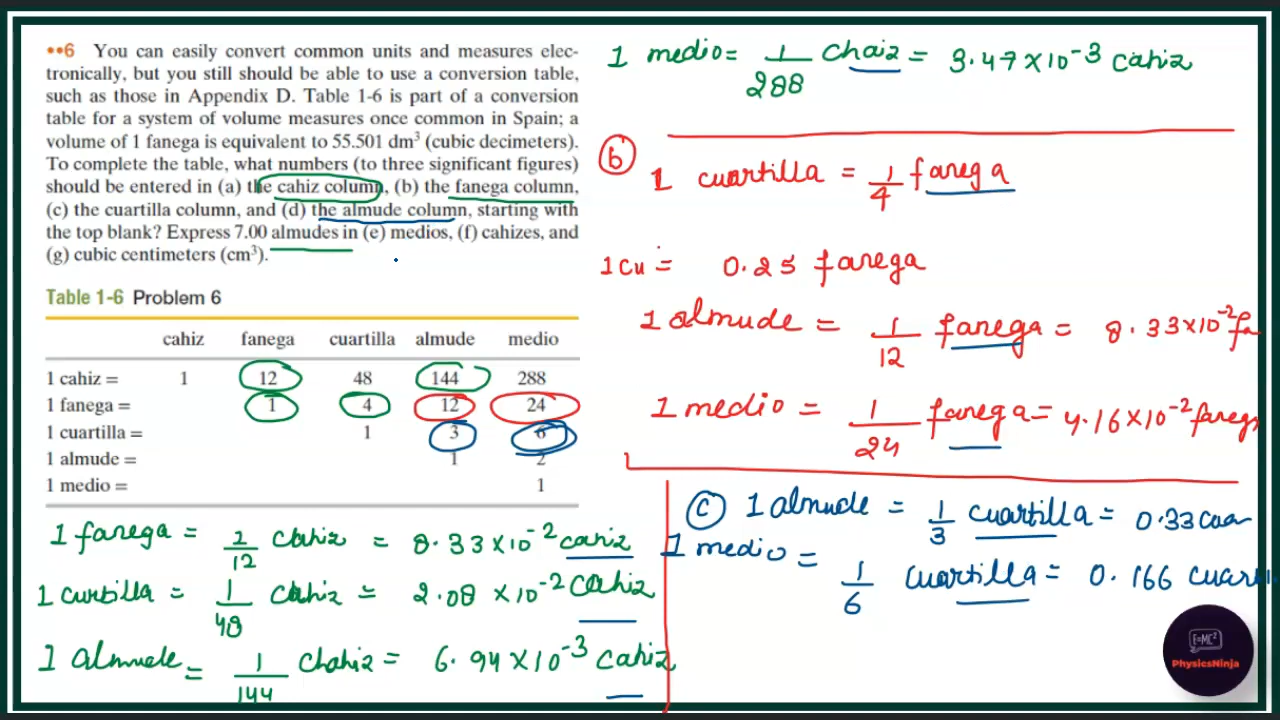 ••6 You can easily convert common units and measures elec-
tronically, but you still should be able to use a conversion table,
such as those in Appendix D. Table 1-6 is part of a conversion
table for a system of volume measures once common in Spain; a
volume of 1 fanega is equivalent to 55.501 dm³ (cubic decimeters).
To complete the table, what numbers (to three significant figures)
should be entered in (a) the cahiz column, (b) the fanega column,
(c) the cuartilla column, and (d) the almude column, starting with
the top blank? Express 7.00 almudes in (e) medios, (f) cahizes, and
(g) cubic centimeters (cm³).
Table 1-6 Problem 6
cahiz fanega cuartilla almude medio
1 cahiz = 1 12 48 144 288
1 fanega = 1 4 12 24
1 cuartilla = 1 3 6
1 almude = 1 2
1 medio = 1
1 fanega = 1/12 cahiz = 8.33×10⁻² cahiz
1 curtilla = 1/48 cahiz = 2.08 ×10⁻² cahiz
1 almude = 1/144 chahiz = 6.94×10⁻³ cahiz
1 medio = 1/288 chaiz = 3.47×10⁻³ cahiz
(b)
1 cuartilla = 1/4 fanega
1 cu = 0.25 fanega
1 almude = 1/12 fanega = 8.33×10⁻² fa
1 medio = 1/24 fanega = 4.16×10⁻² faneg
(c) 1 almude = 1/3 cuartilla = 0.33 cuar
1 medio = 1/6 cuartilla = 0.166 cuarti
E=MC²
PhysicsNinja